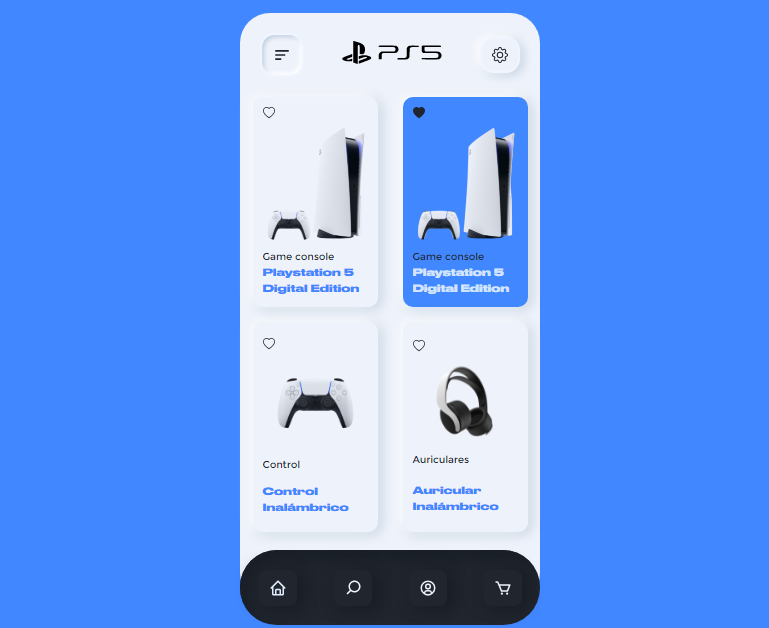 PS5
Game console
Playstation 5
Digital Edition
Game console
Playstation 5
Digital Edition
Control
Control
Inalámbrico
Auriculares
Auricular
Inalámbrico